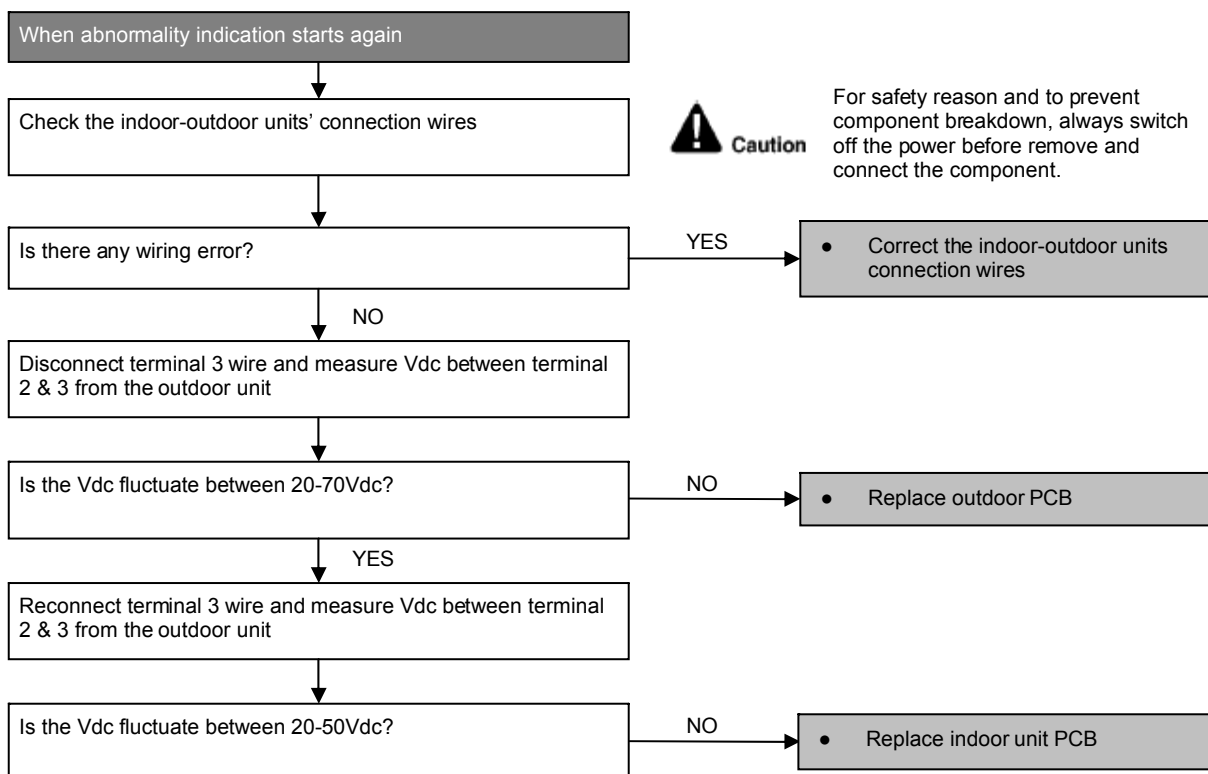 When abnormality indication starts again
Check the indoor-outdoor units’ connection wires
Caution
For safety reason and to prevent
component breakdown, always switch
off the power before remove and
connect the component.
Is there any wiring error?
YES
● Correct the indoor-outdoor units
connection wires
NO
Disconnect terminal 3 wire and measure Vdc between terminal
2 & 3 from the outdoor unit
Is the Vdc fluctuate between 20-70Vdc?
NO
● Replace outdoor PCB
YES
Reconnect terminal 3 wire and measure Vdc between terminal
2 & 3 from the outdoor unit
Is the Vdc fluctuate between 20-50Vdc?
NO
● Replace indoor unit PCB